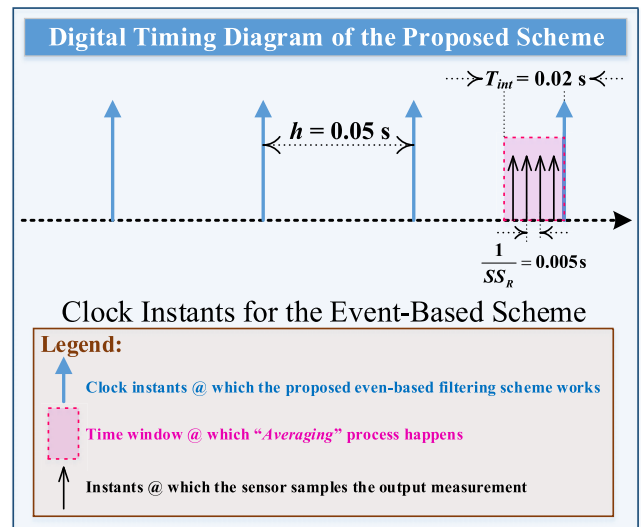 Digital Timing Diagram of the Proposed Scheme
T_int = 0.02 s
h = 0.05 s
1/SS_R = 0.005 s
Clock Instants for the Event-Based Scheme
Legend:
Clock instants @ which the proposed even-based filtering scheme works
Time window @ which “Averaging” process happens
Instants @ which the sensor samples the output measurement